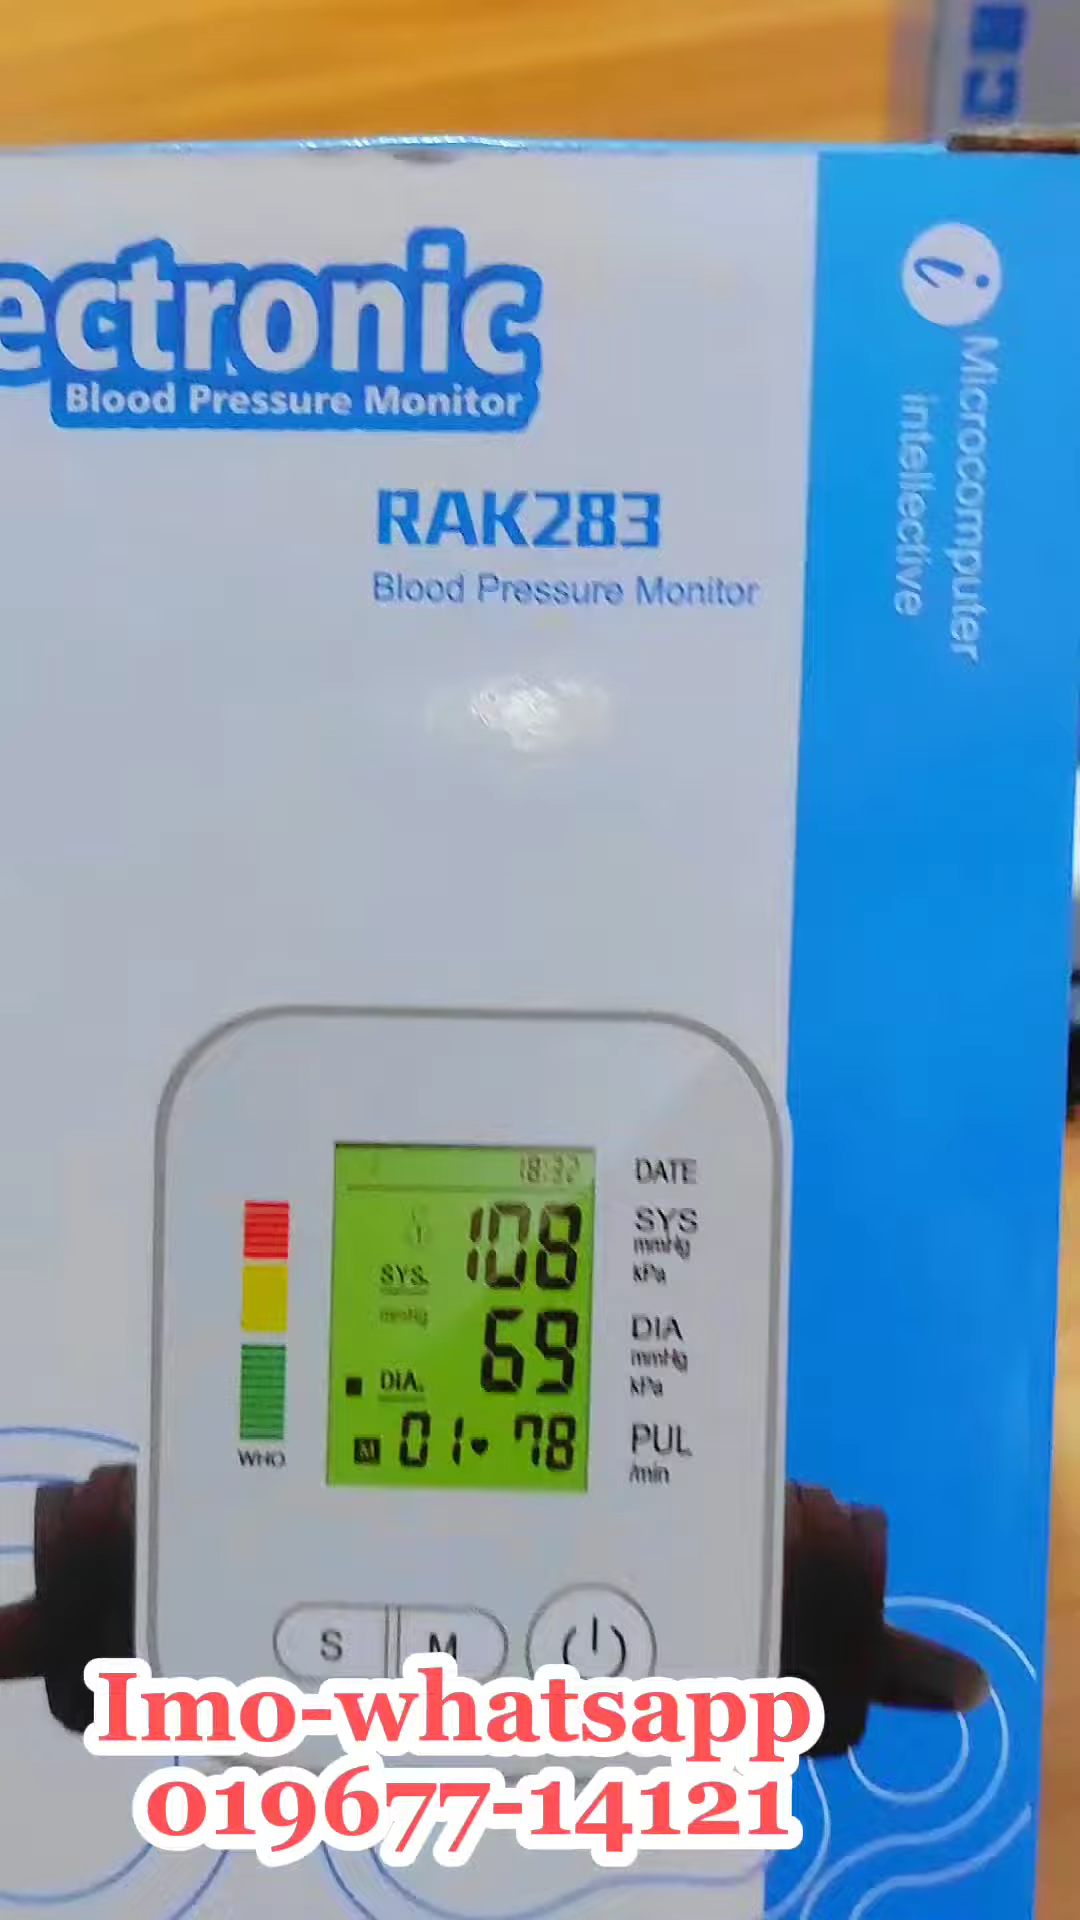 ectronic
Blood Pressure Monitor
RAK283
Blood Pressure Monitor
Microcomputer
intellective
18:32
DATE
108
SYS.
mmHg
SYS
mmHg
kPa
69
DIA.
DIA
mmHg
kPa
M 01 78
PUL
/min
WHO
S
M
Imo-whatsapp
019677-14121